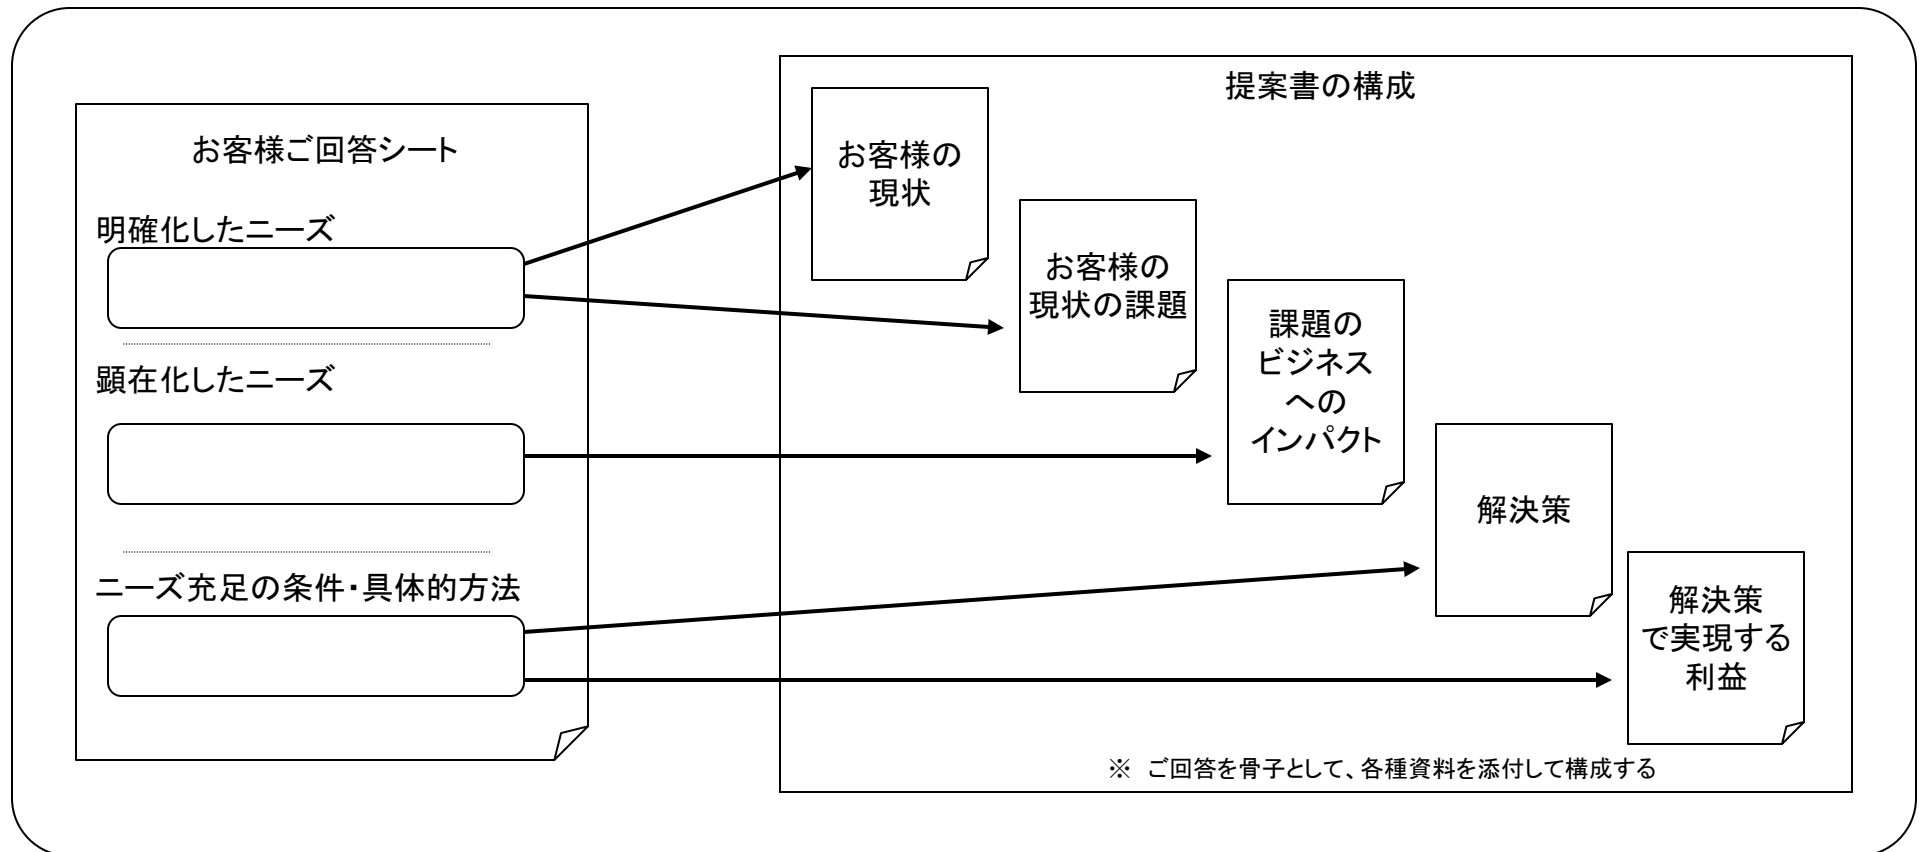 お客様ご回答シート
明確化したニーズ
顕在化したニーズ
ニーズ充足の条件・具体的方法
提案書の構成
お客様の
現状
お客様の
現状の課題
課題の
ビジネス
への
インパクト
解決策
解決策
で実現する
利益
※ ご回答を骨子として、各種資料を添付して構成する